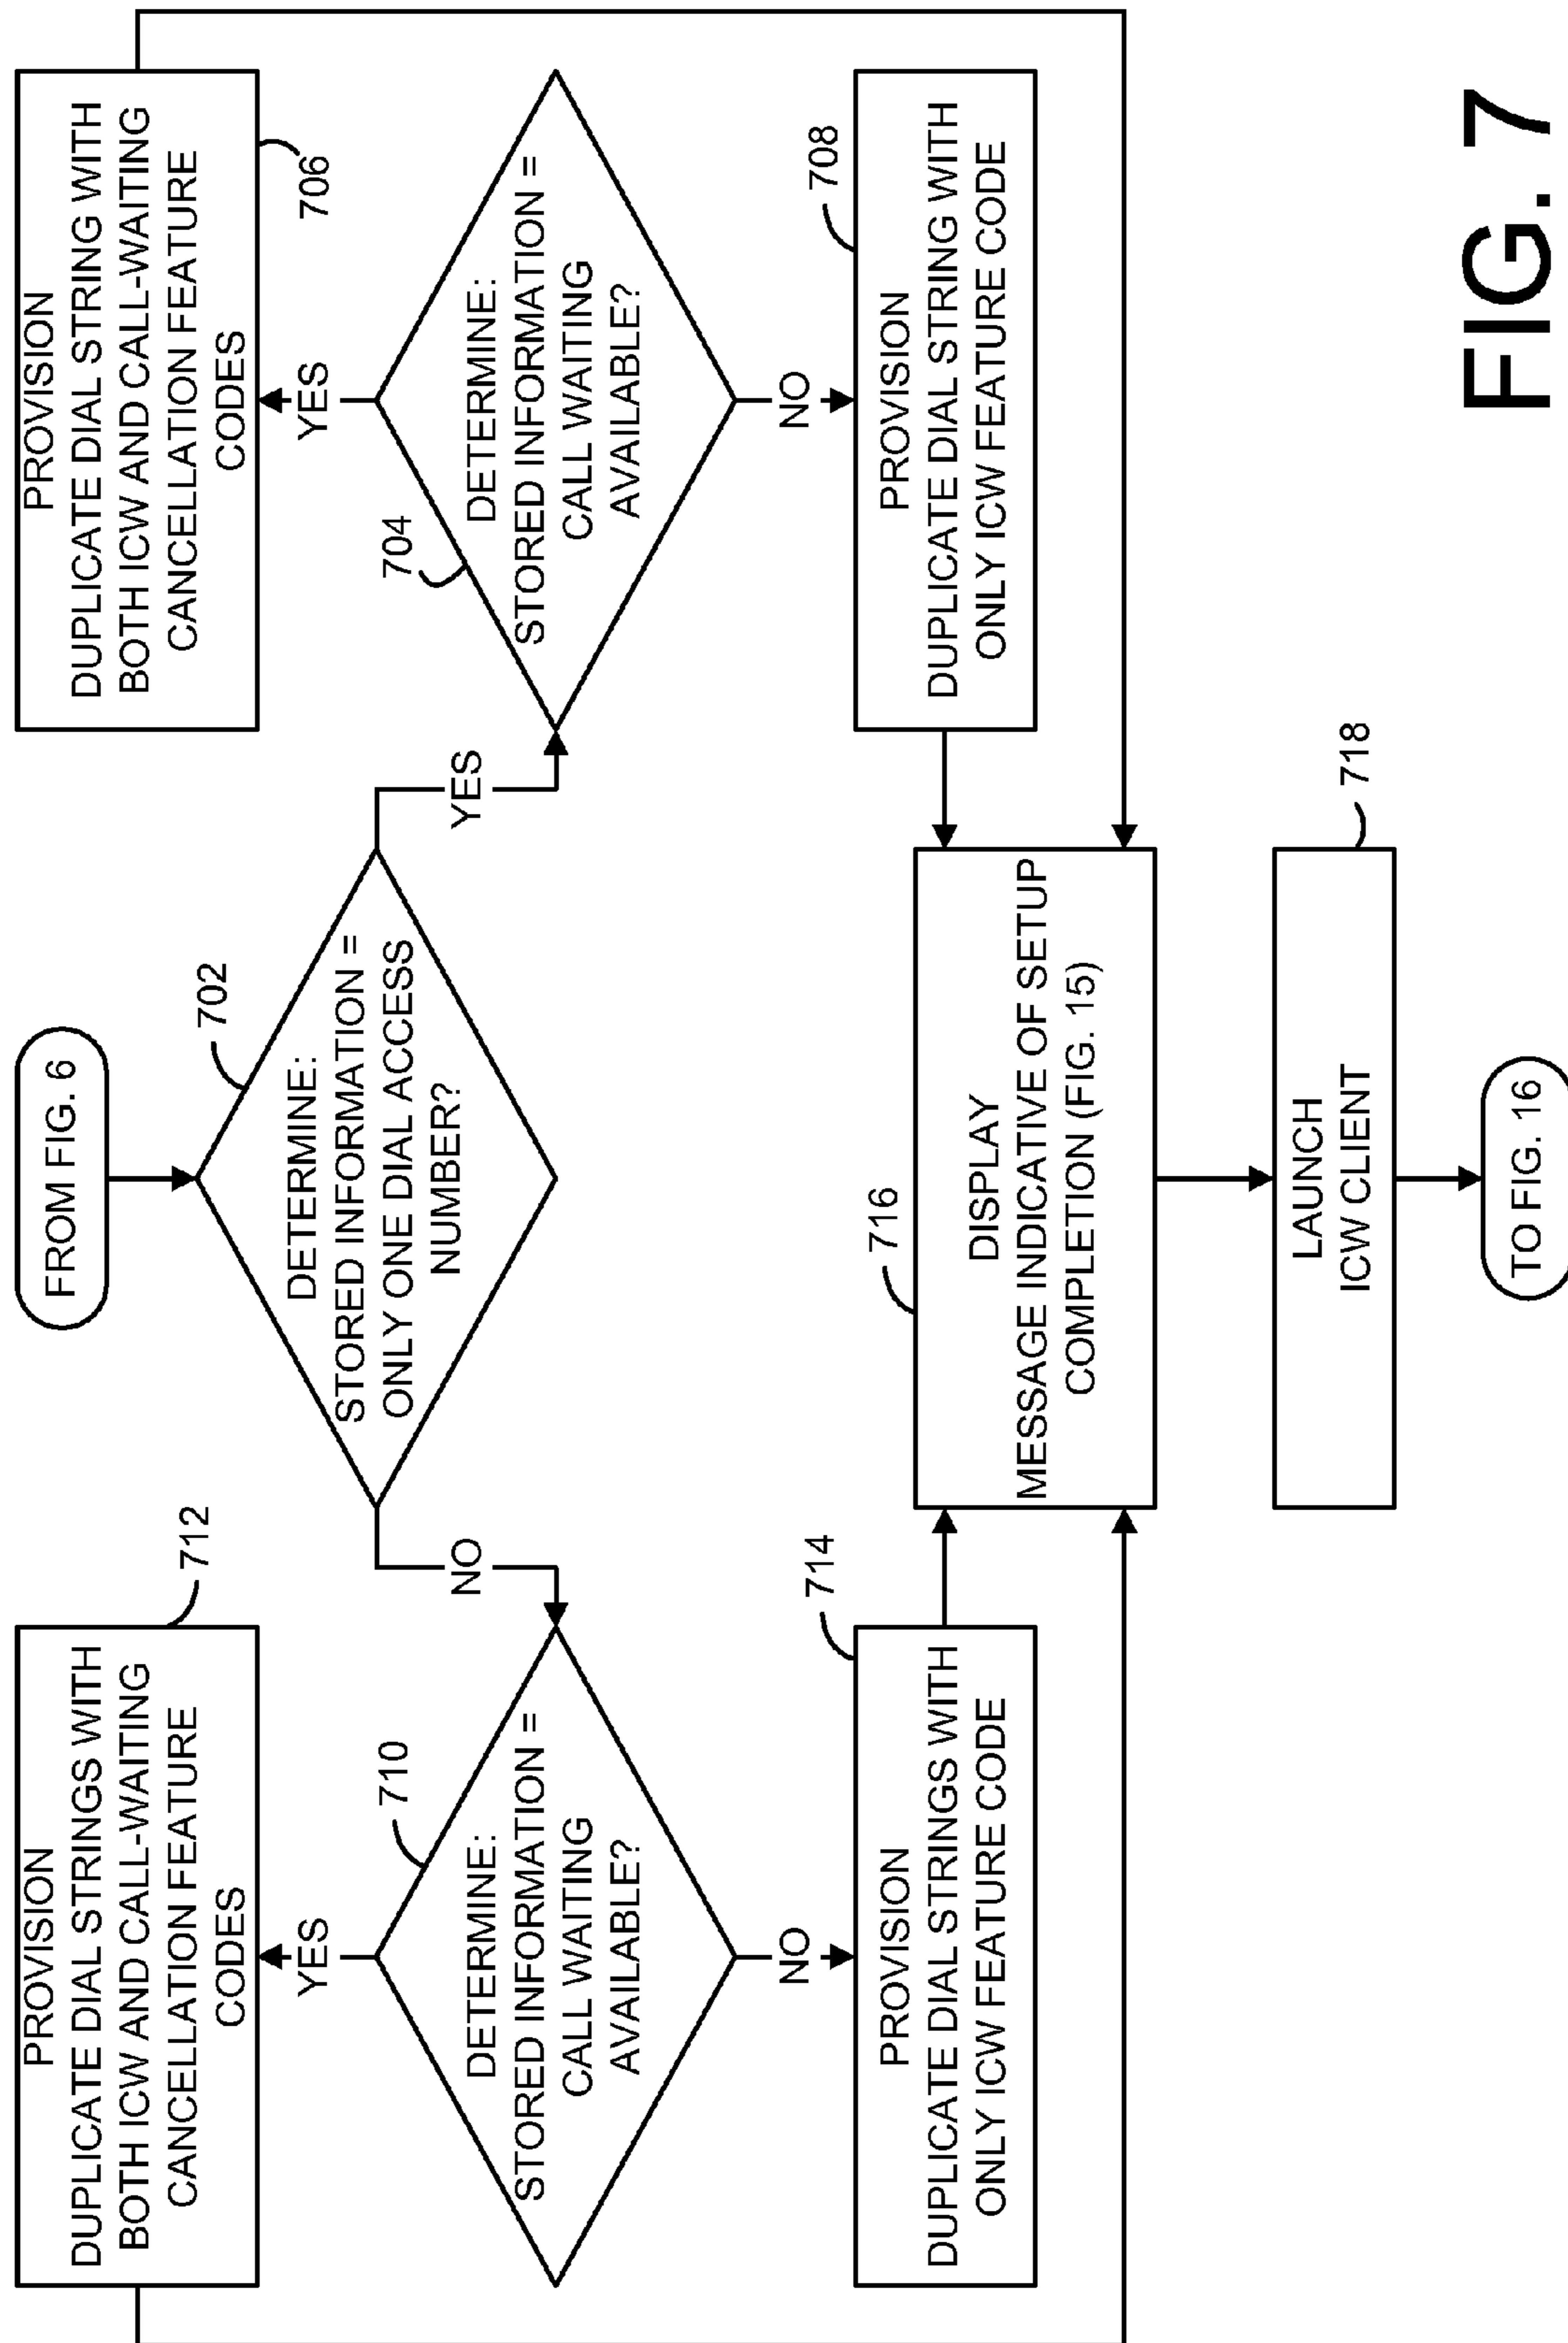 FROM FIG. 6
702
DETERMINE:
STORED INFORMATION =
ONLY ONE DIAL ACCESS
NUMBER?
NO
YES
712
PROVISION
DUPLICATE DIAL STRINGS WITH
BOTH ICW AND CALL-WAITING
CANCELLATION FEATURE
CODES
YES
710
DETERMINE:
STORED INFORMATION =
CALL WAITING
AVAILABLE?
NO
714
PROVISION
DUPLICATE DIAL STRINGS WITH
ONLY ICW FEATURE CODE
PROVISION
DUPLICATE DIAL STRING WITH
BOTH ICW AND CALL-WAITING
CANCELLATION FEATURE
CODES
706
YES
704
DETERMINE:
STORED INFORMATION =
CALL WAITING
AVAILABLE?
NO
708
PROVISION
DUPLICATE DIAL STRING WITH
ONLY ICW FEATURE CODE
716
DISPLAY
MESSAGE INDICATIVE OF SETUP
COMPLETION (FIG. 15)
718
LAUNCH
ICW CLIENT
TO FIG. 16
FIG. 7